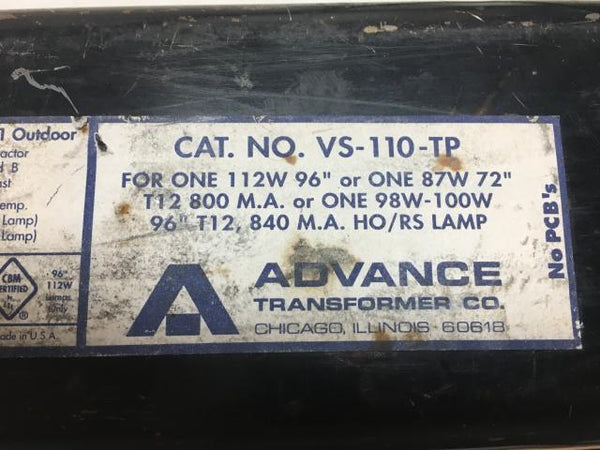 1 Outdoor
actor
d B
st
emp.
Lamp)
Lamp)
CBM
CERTIFIED
®
96"
112W
Only
ade in U.S.A.
CAT. NO. VS-110-TP
FOR ONE 112W 96" or ONE 87W 72"
T12 800 M.A. or ONE 98W-100W
96" T12, 840 M.A. HO/RS LAMP
ADVANCE
TRANSFORMER CO.
CHICAGO, ILLINOIS 60618
No PCB's